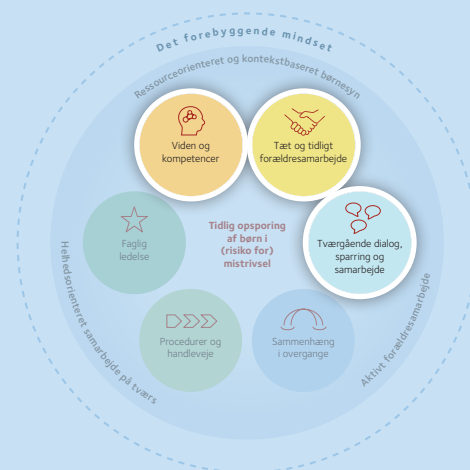 Det forebyggende mindset
Ressourceorienteret og kontekstbaseret børnesyn
Viden og
kompetencer
Tæt og tidligt
forældresamarbejde
Faglig
ledelse
Tidlig opsporing
af børn i
(risiko for)
mistrivsel
Tværgående dialog,
sparring og
samarbejde
Procedurer og
handleveje
Sammenhæng
i overgange
Helhedsorienteret samarbejde på tværs
Aktivt forældresamarbejde